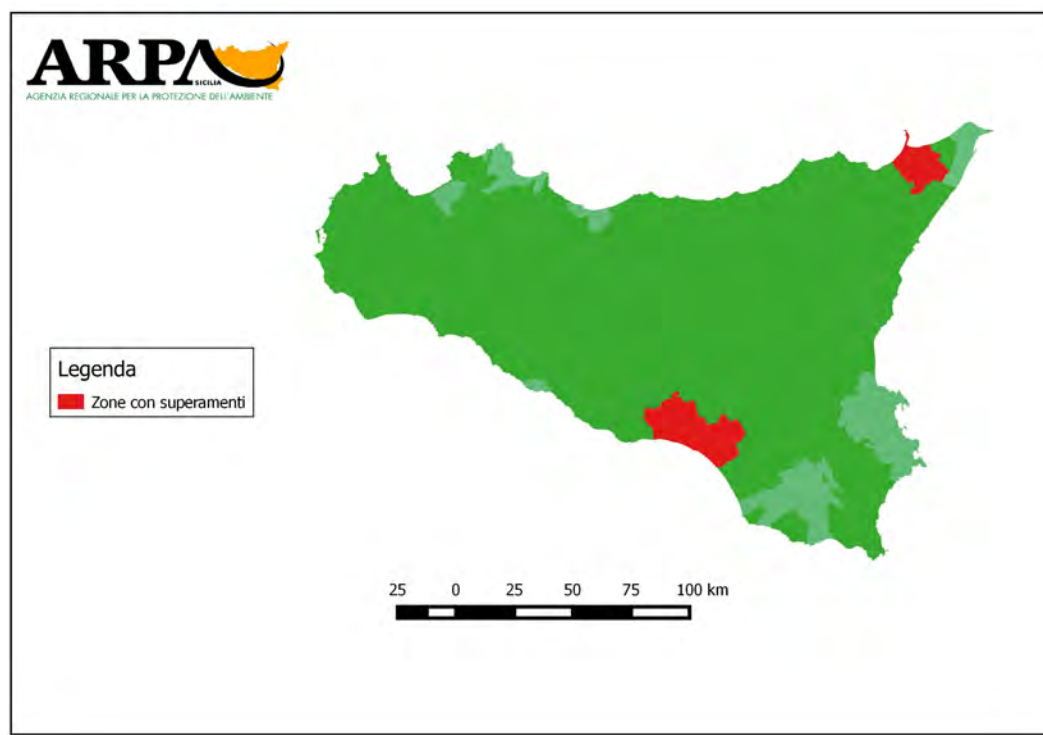 ARPA
SICILIA
AGENZIA REGIONALE PER LA PROTEZIONE DELL'AMBIENTE
Legenda
Zone con superamenti
25 0 25 50 75 100 km